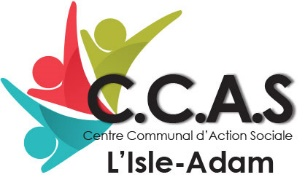 C.C.A.S
Centre Communal d'Action Sociale
L'Isle-Adam